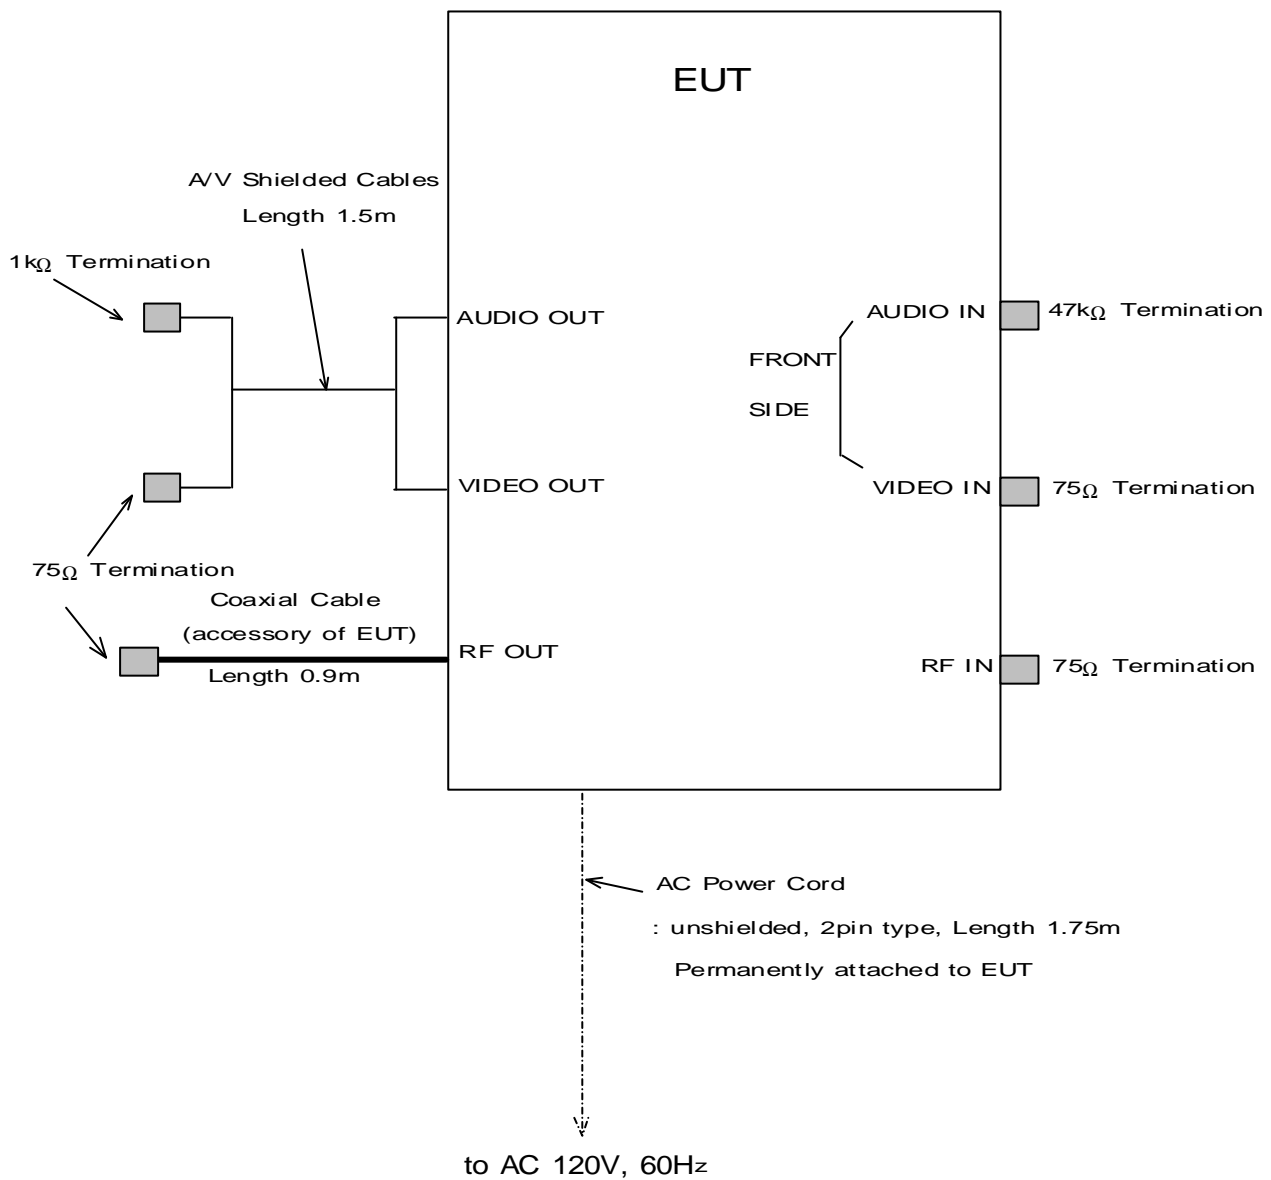 EUT
A/V Shielded Cables
Length 1.5m
1kΩ Termination
AUDIO OUT
AUDIO IN
47kΩ Termination
FRONT
SIDE
VIDEO OUT
VIDEO IN
75Ω Termination
75Ω Termination
Coaxial Cable
(accessory of EUT)
Length 0.9m
RF OUT
RF IN
75Ω Termination
AC Power Cord
: unshielded, 2pin type, Length 1.75m
Permanently attached to EUT
to AC 120V, 60Hz